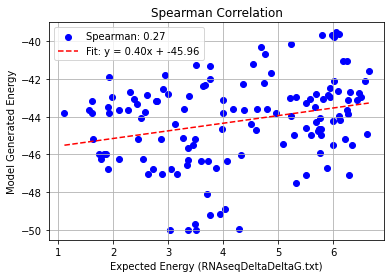 Spearman Correlation
Spearman: 0.27
Fit: y = 0.40x + -45.96
Model Generated Energy
−40
−42
−44
−46
−48
−50
1 2 3 4 5 6
Expected Energy (RNAseqDeltaDeltaG.txt)